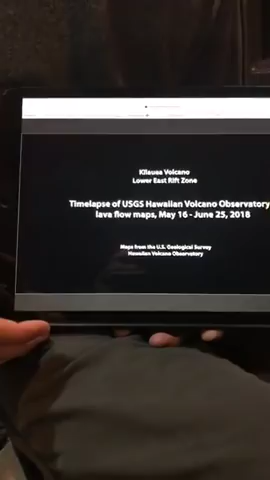 Kīlauea Volcano
Lower East Rift Zone
Timelapse of USGS Hawaiian Volcano Observatory
lava flow maps, May 16 - June 25, 2018
Maps from the U.S. Geological Survey
Hawaiian Volcano Observatory